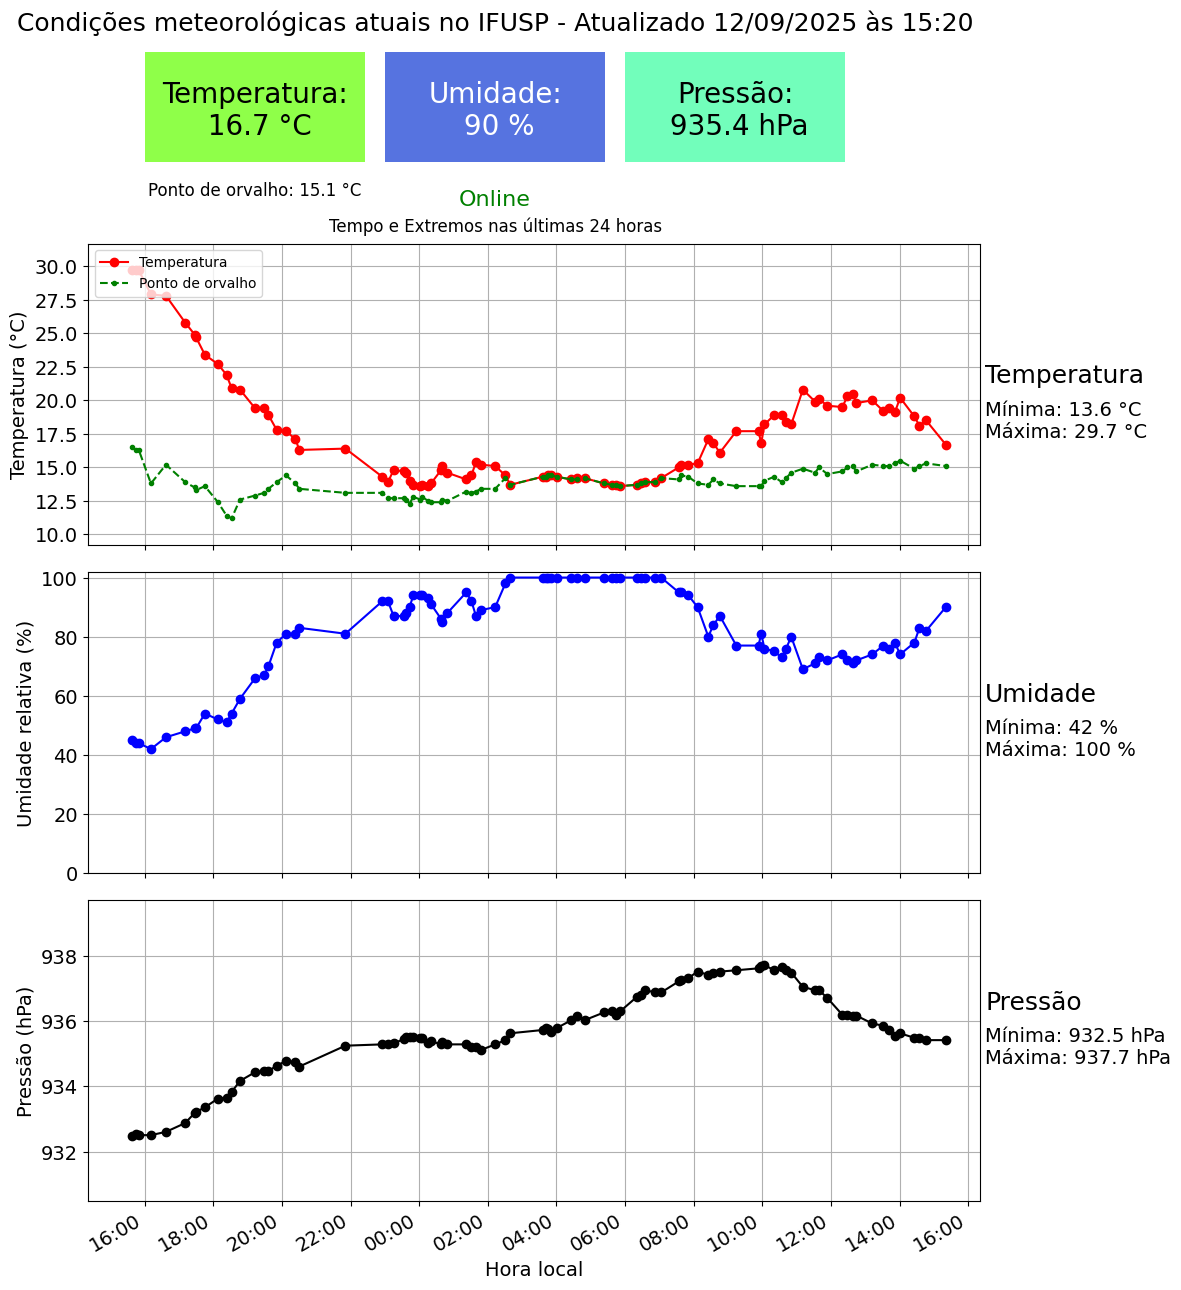 Condições meteorológicas atuais no IFUSP - Atualizado 12/09/2025 às 15:20
Temperatura:
16.7 °C
Umidade:
90 %
Pressão:
935.4 hPa
Ponto de orvalho: 15.1 °C
Online
Tempo e Extremos nas últimas 24 horas
Temperatura
Ponto de orvalho
Temperatura (°C)
30.0
27.5
25.0
22.5
20.0
17.5
15.0
12.5
10.0
Temperatura
Mínima: 13.6 °C
Máxima: 29.7 °C
Umidade relativa (%)
100
80
60
40
20
0
Umidade
Mínima: 42 %
Máxima: 100 %
Pressão (hPa)
938
936
934
932
Pressão
Mínima: 932.5 hPa
Máxima: 937.7 hPa
16:00
18:00
20:00
22:00
00:00
02:00
04:00
06:00
08:00
10:00
12:00
14:00
16:00
Hora local